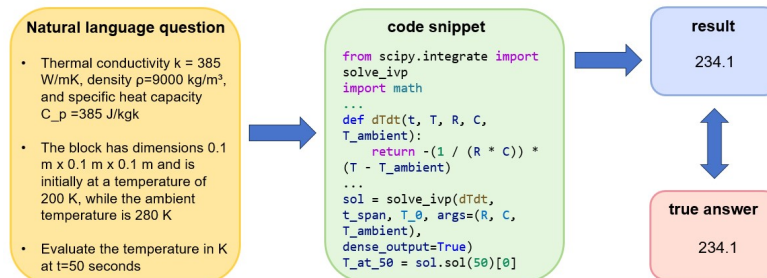 Natural language question
• Thermal conductivity k = 385
W/mK, density ρ=9000 kg/m³,
and specific heat capacity
C_p =385 J/kgk
• The block has dimensions 0.1
m x 0.1 m x 0.1 m and is
initially at a temperature of
200 K, while the ambient
temperature is 280 K
• Evaluate the temperature in K
at t=50 seconds
code snippet
from scipy.integrate import
solve_ivp
import math
...
def dTdt(t, T, R, C,
T_ambient):
return -(1 / (R * C)) *
(T - T_ambient)
...
sol = solve_ivp(dTdt,
t_span, T_0, args=(R, C,
T_ambient),
dense_output=True)
T_at_50 = sol.sol(50)[0]
result
234.1
true answer
234.1